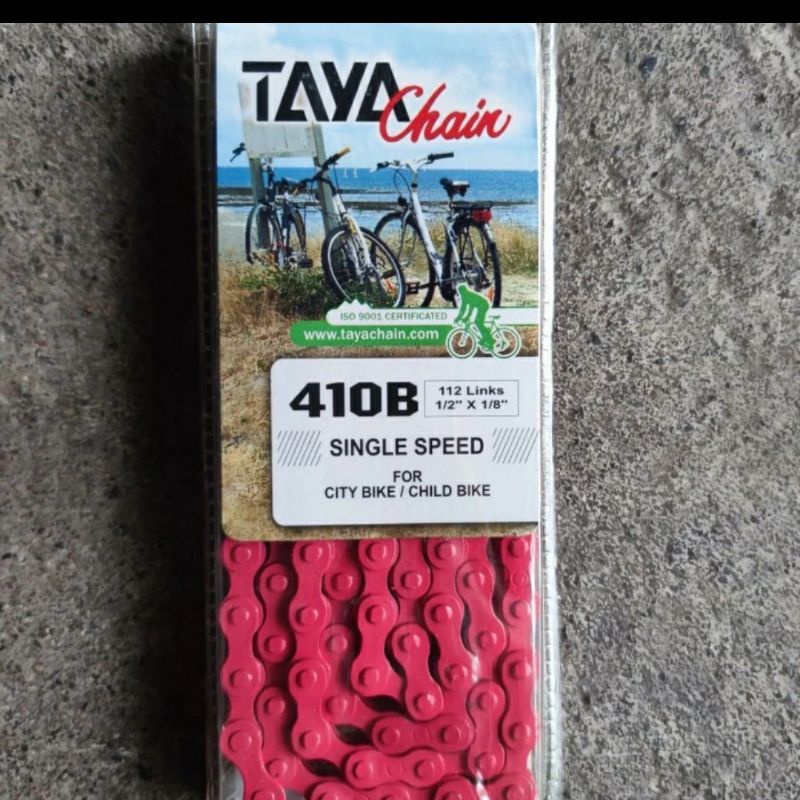 TAYA Chain
ISO 9001 CERTIFICATED
www.tayachain.com
410B
112 Links
1/2" X 1/8"
SINGLE SPEED
FOR
CITY BIKE / CHILD BIKE